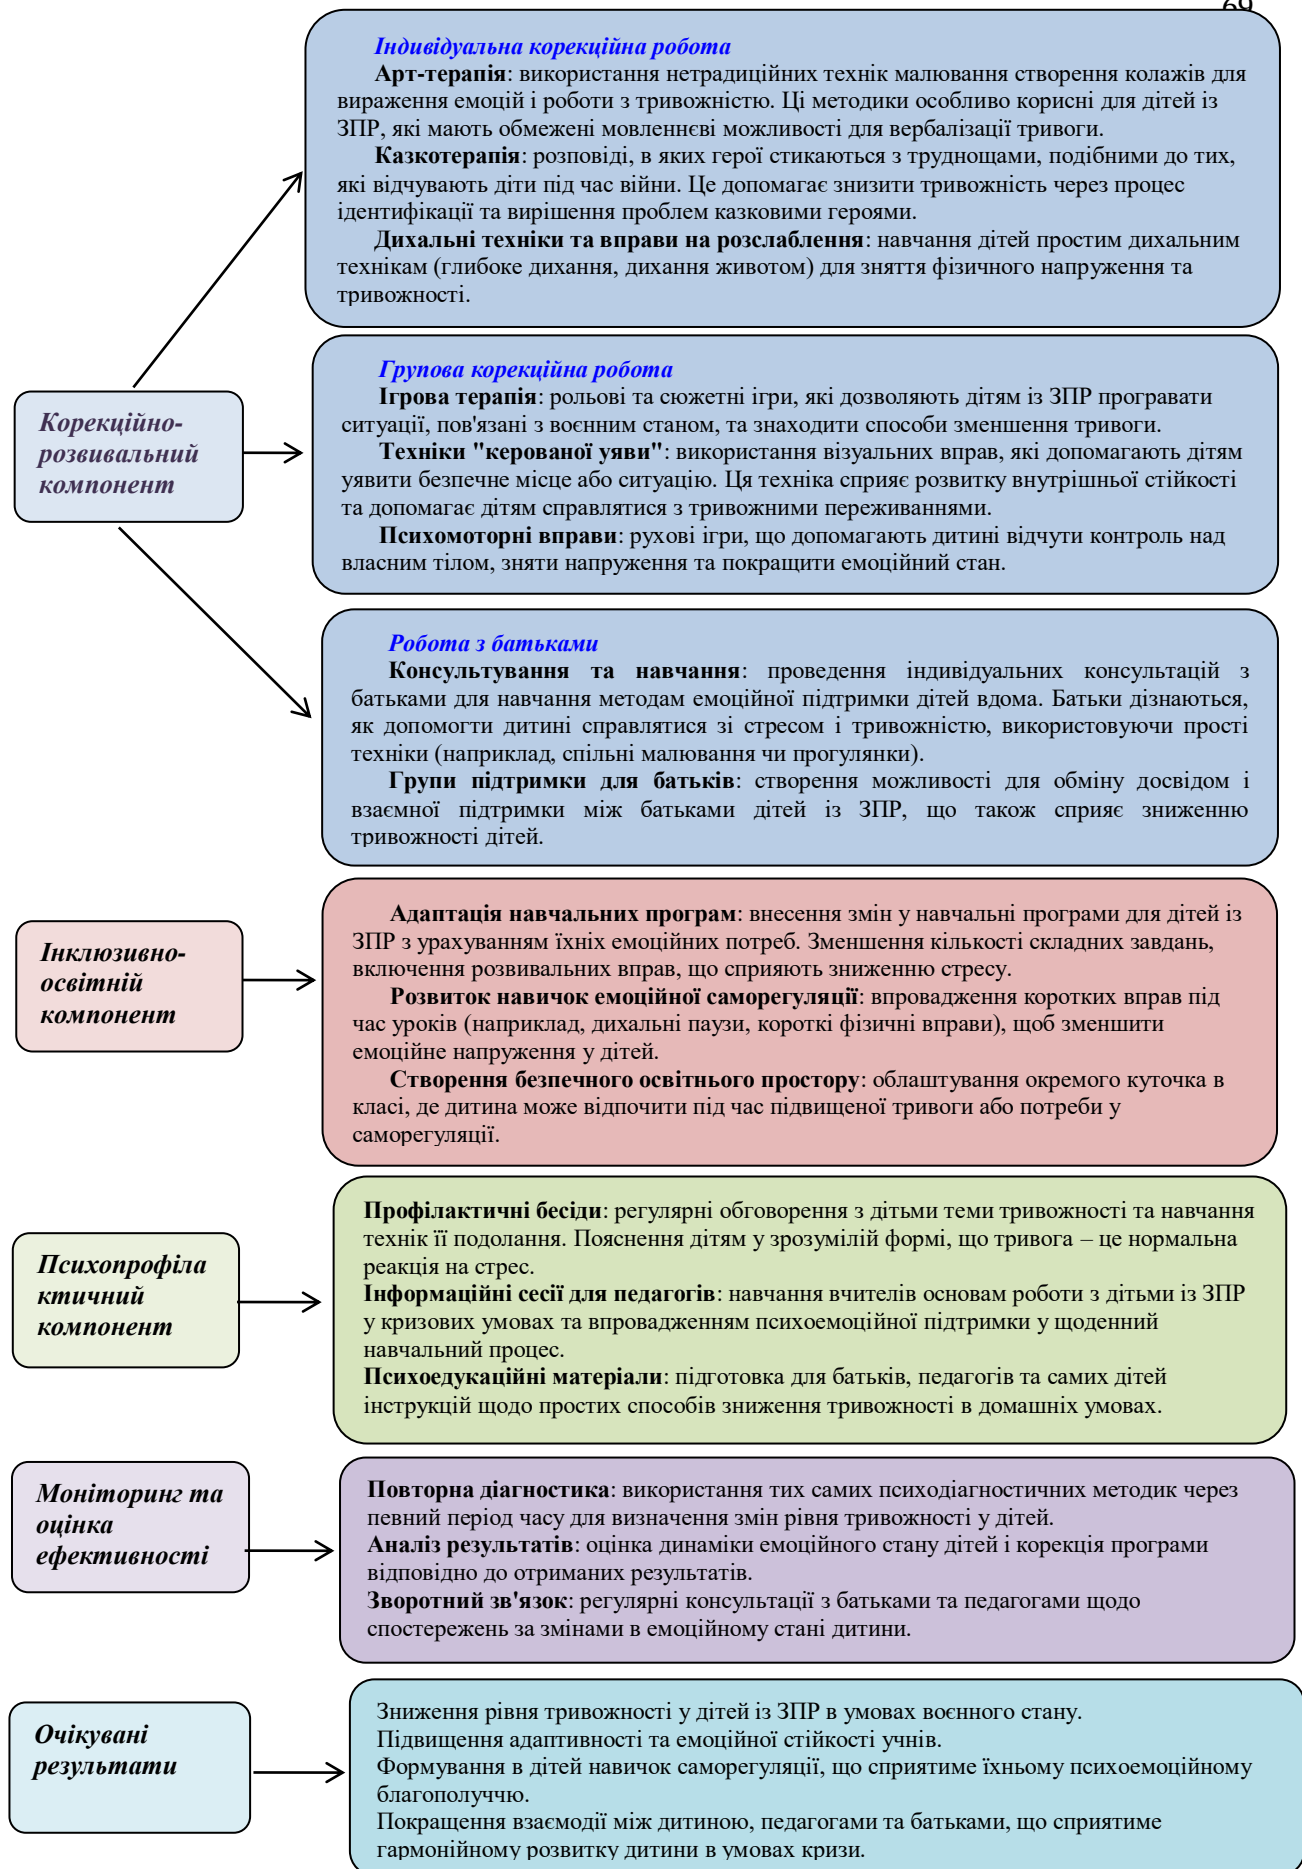 69
Індивідуальна корекційна робота
Арт-терапія: використання нетрадиційних технік малювання створення колажів для
вираження емоцій і роботи з тривожністю. Ці методики особливо корисні для дітей із
ЗПР, які мають обмежені мовленнєві можливості для вербалізації тривоги.
Казкотерапія: розповіді, в яких герої стикаються з труднощами, подібними до тих,
які відчувають діти під час війни. Це допомагає знизити тривожність через процес
ідентифікації та вирішення проблем казковими героями.
Дихальні техніки та вправи на розслаблення: навчання дітей простим дихальним
технікам (глибоке дихання, дихання животом) для зняття фізичного напруження та
тривожності.
Корекційно-
розвивальний
компонент
Групова корекційна робота
Ігрова терапія: рольові та сюжетні ігри, які дозволяють дітям із ЗПР програвати
ситуації, пов'язані з воєнним станом, та знаходити способи зменшення тривоги.
Техніки "керованої уяви": використання візуальних вправ, які допомагають дітям
уявити безпечне місце або ситуацію. Ця техніка сприяє розвитку внутрішньої стійкості
та допомагає дітям справлятися з тривожними переживаннями.
Психомоторні вправи: рухові ігри, що допомагають дитині відчути контроль над
власним тілом, зняти напруження та покращити емоційний стан.
Робота з батьками
Консультування та навчання: проведення індивідуальних консультацій з
батьками для навчання методам емоційної підтримки дітей вдома. Батьки дізнаються,
як допомогти дитині справлятися зі стресом і тривожністю, використовуючи прості
техніки (наприклад, спільні малювання чи прогулянки).
Групи підтримки для батьків: створення можливості для обміну досвідом і
взаємної підтримки між батьками дітей із ЗПР, що також сприяє зниженню
тривожності дітей.
Інклюзивно-
освітній
компонент
Адаптація навчальних програм: внесення змін у навчальні програми для дітей із
ЗПР з урахуванням їхніх емоційних потреб. Зменшення кількості складних завдань,
включення розвивальних вправ, що сприяють зниженню стресу.
Розвиток навичок емоційної саморегуляції: впровадження коротких вправ під
час уроків (наприклад, дихальні паузи, короткі фізичні вправи), щоб зменшити
емоційне напруження у дітей.
Створення безпечного освітнього простору: облаштування окремого куточка в
класі, де дитина може відпочити під час підвищеної тривоги або потреби у
саморегуляції.
Психопрофіла
ктичний
компонент
Профілактичні бесіди: регулярні обговорення з дітьми теми тривожності та навчання
технік її подолання. Пояснення дітям у зрозумілій формі, що тривога – це нормальна
реакція на стрес.
Інформаційні сесії для педагогів: навчання вчителів основам роботи з дітьми із ЗПР
у кризових умовах та впровадженням психоемоційної підтримки у щоденний
навчальний процес.
Психоедукаційні матеріали: підготовка для батьків, педагогів та самих дітей
інструкцій щодо простих способів зниження тривожності в домашніх умовах.
Моніторинг та
оцінка
ефективності
Повторна діагностика: використання тих самих психодіагностичних методик через
певний період часу для визначення змін рівня тривожності у дітей.
Аналіз результатів: оцінка динаміки емоційного стану дітей і корекція програми
відповідно до отриманих результатів.
Зворотний зв'язок: регулярні консультації з батьками та педагогами щодо
спостережень за змінами в емоційному стані дитини.
Очікувані
результати
Зниження рівня тривожності у дітей із ЗПР в умовах воєнного стану.
Підвищення адаптивності та емоційної стійкості учнів.
Формування в дітей навичок саморегуляції, що сприятиме їхньому психоемоційному
благополуччю.
Покращення взаємодії між дитиною, педагогами та батьками, що сприятиме
гармонійному розвитку дитини в умовах кризи.